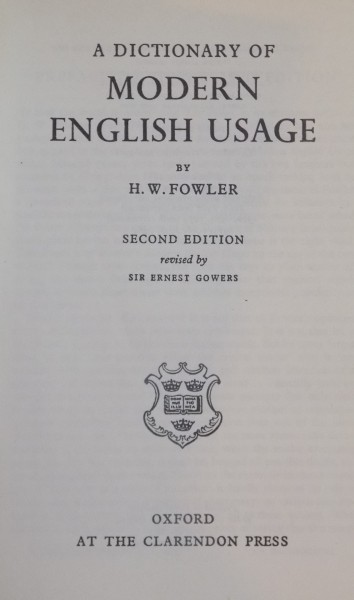 A DICTIONARY OF
MODERN
ENGLISH USAGE
BY
H. W. FOWLER
SECOND EDITION
revised by
SIR ERNEST GOWERS
OXFORD
AT THE CLARENDON PRESS